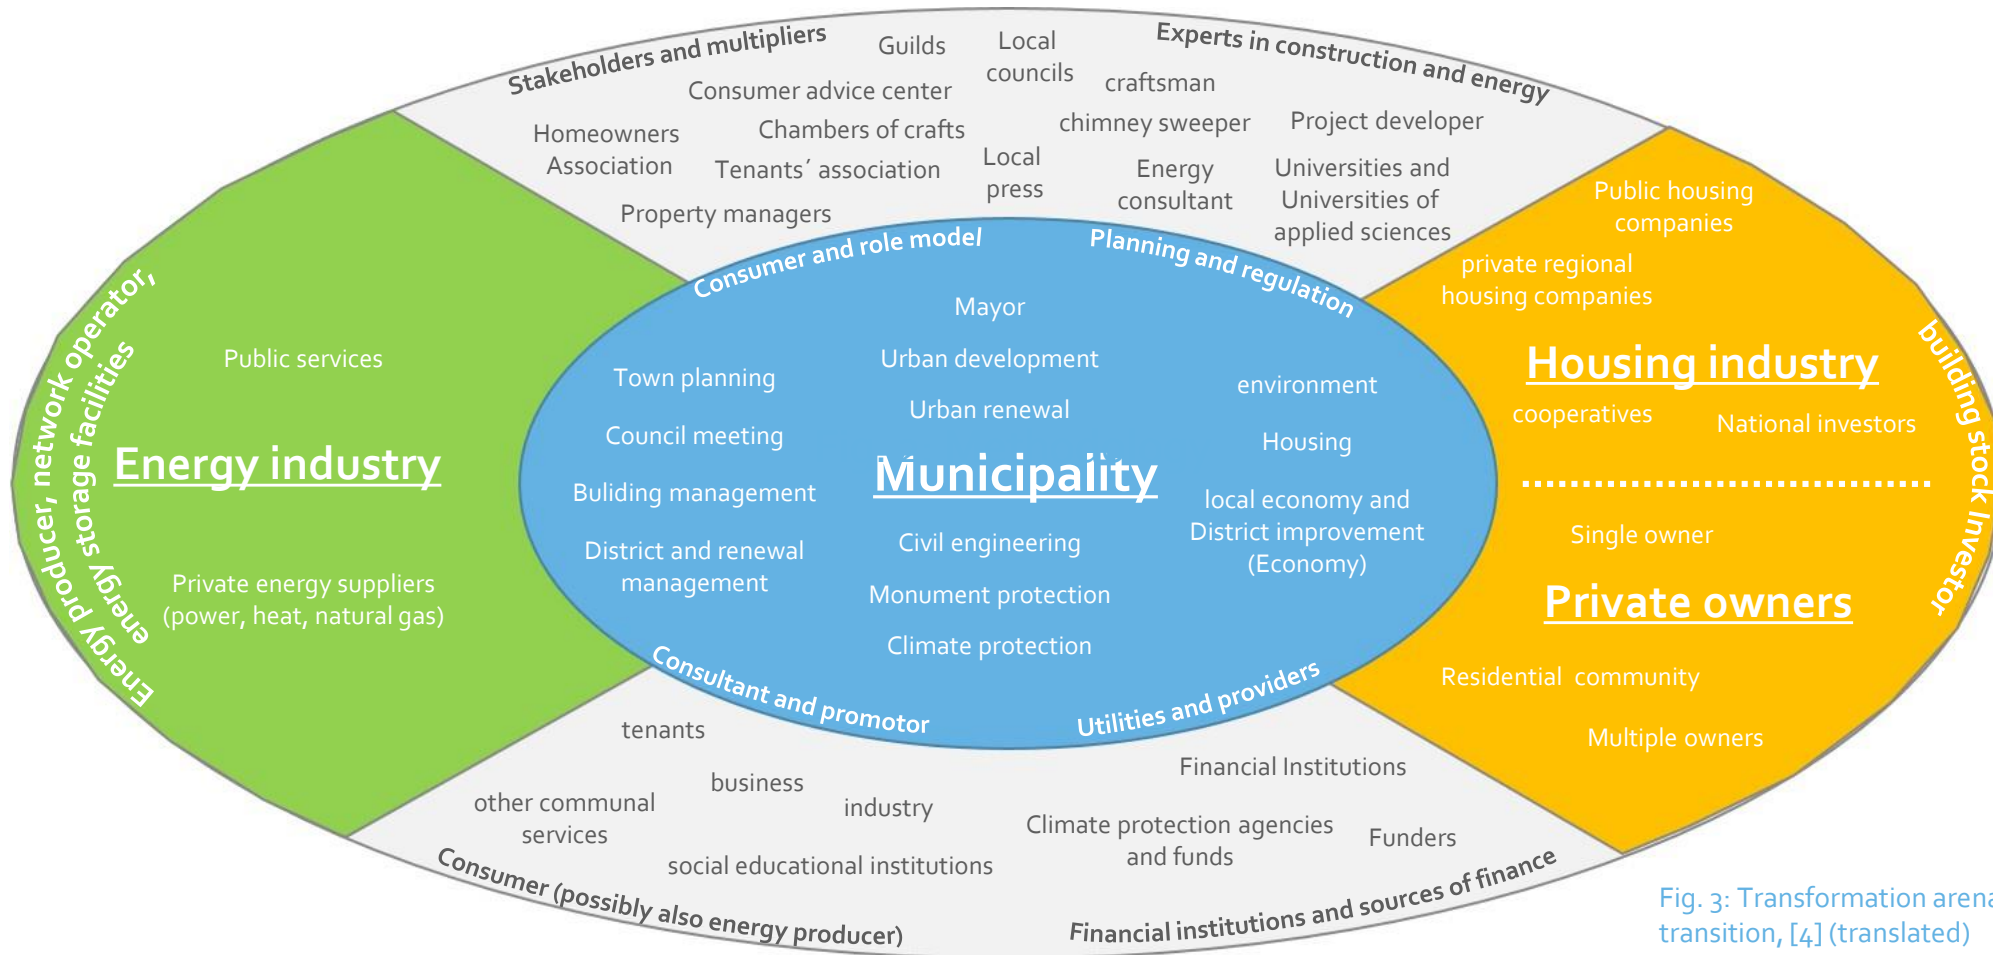 Stakeholders and multipliers
Experts in construction and energy
Guilds
Local
councils
Consumer advice center
craftsman
Homeowners
Association
Chambers of crafts
chimney sweeper
Project developer
Tenants´ association
Local
press
Energy
consultant
Universities and
Universities of
applied sciences
Property managers
Energy producer, network operator,
energy storage facilities
Public services
Energy industry
Private energy suppliers
(power, heat, natural gas)
Consumer and role model
Planning and regulation
Mayor
Urban development
Urban renewal
Town planning
Council meeting
Buliding management
District and renewal
management
Municipality
Civil engineering
Monument protection
Climate protection
environment
Housing
local economy and
District improvement
(Economy)
Consultant and promotor
Utilities and providers
Public housing
companies
private regional
housing companies
Housing industry
cooperatives
National investors
Single owner
Private owners
Residential community
Multiple owners
building stock Investor
tenants
business
industry
other communal
services
social educational institutions
Consumer (possibly also energy producer)
Financial Institutions
Climate protection agencies
and funds
Funders
Financial institutions and sources of finance
Fig. 3: Transformation arena
transition, [4] (translated)